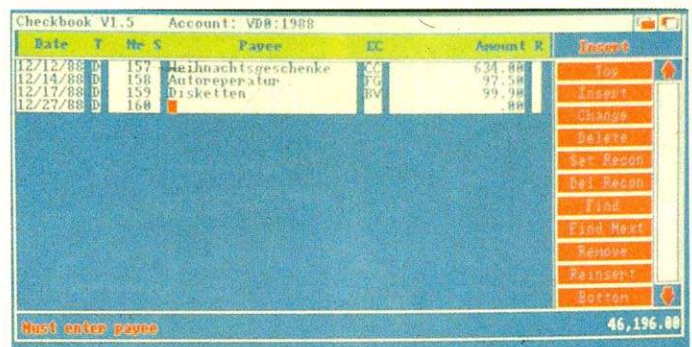 Checkbook V1.5 Account: VD0:1988
Date T Nr S Payee EC Amount R Insert
12/12/88 D 157 Weihnachtsgeschenke CC 634.00
12/14/88 D 158 Autoreperatur FG 97.50
12/17/88 D 159 Disketten BV 99.90
12/27/88 D 160 .00
Top
Insert
Change
Delete
Set Recon
Del Recon
Find
Find Next
Remove
Reinsert
Bottom
Must enter payee 46,196.00